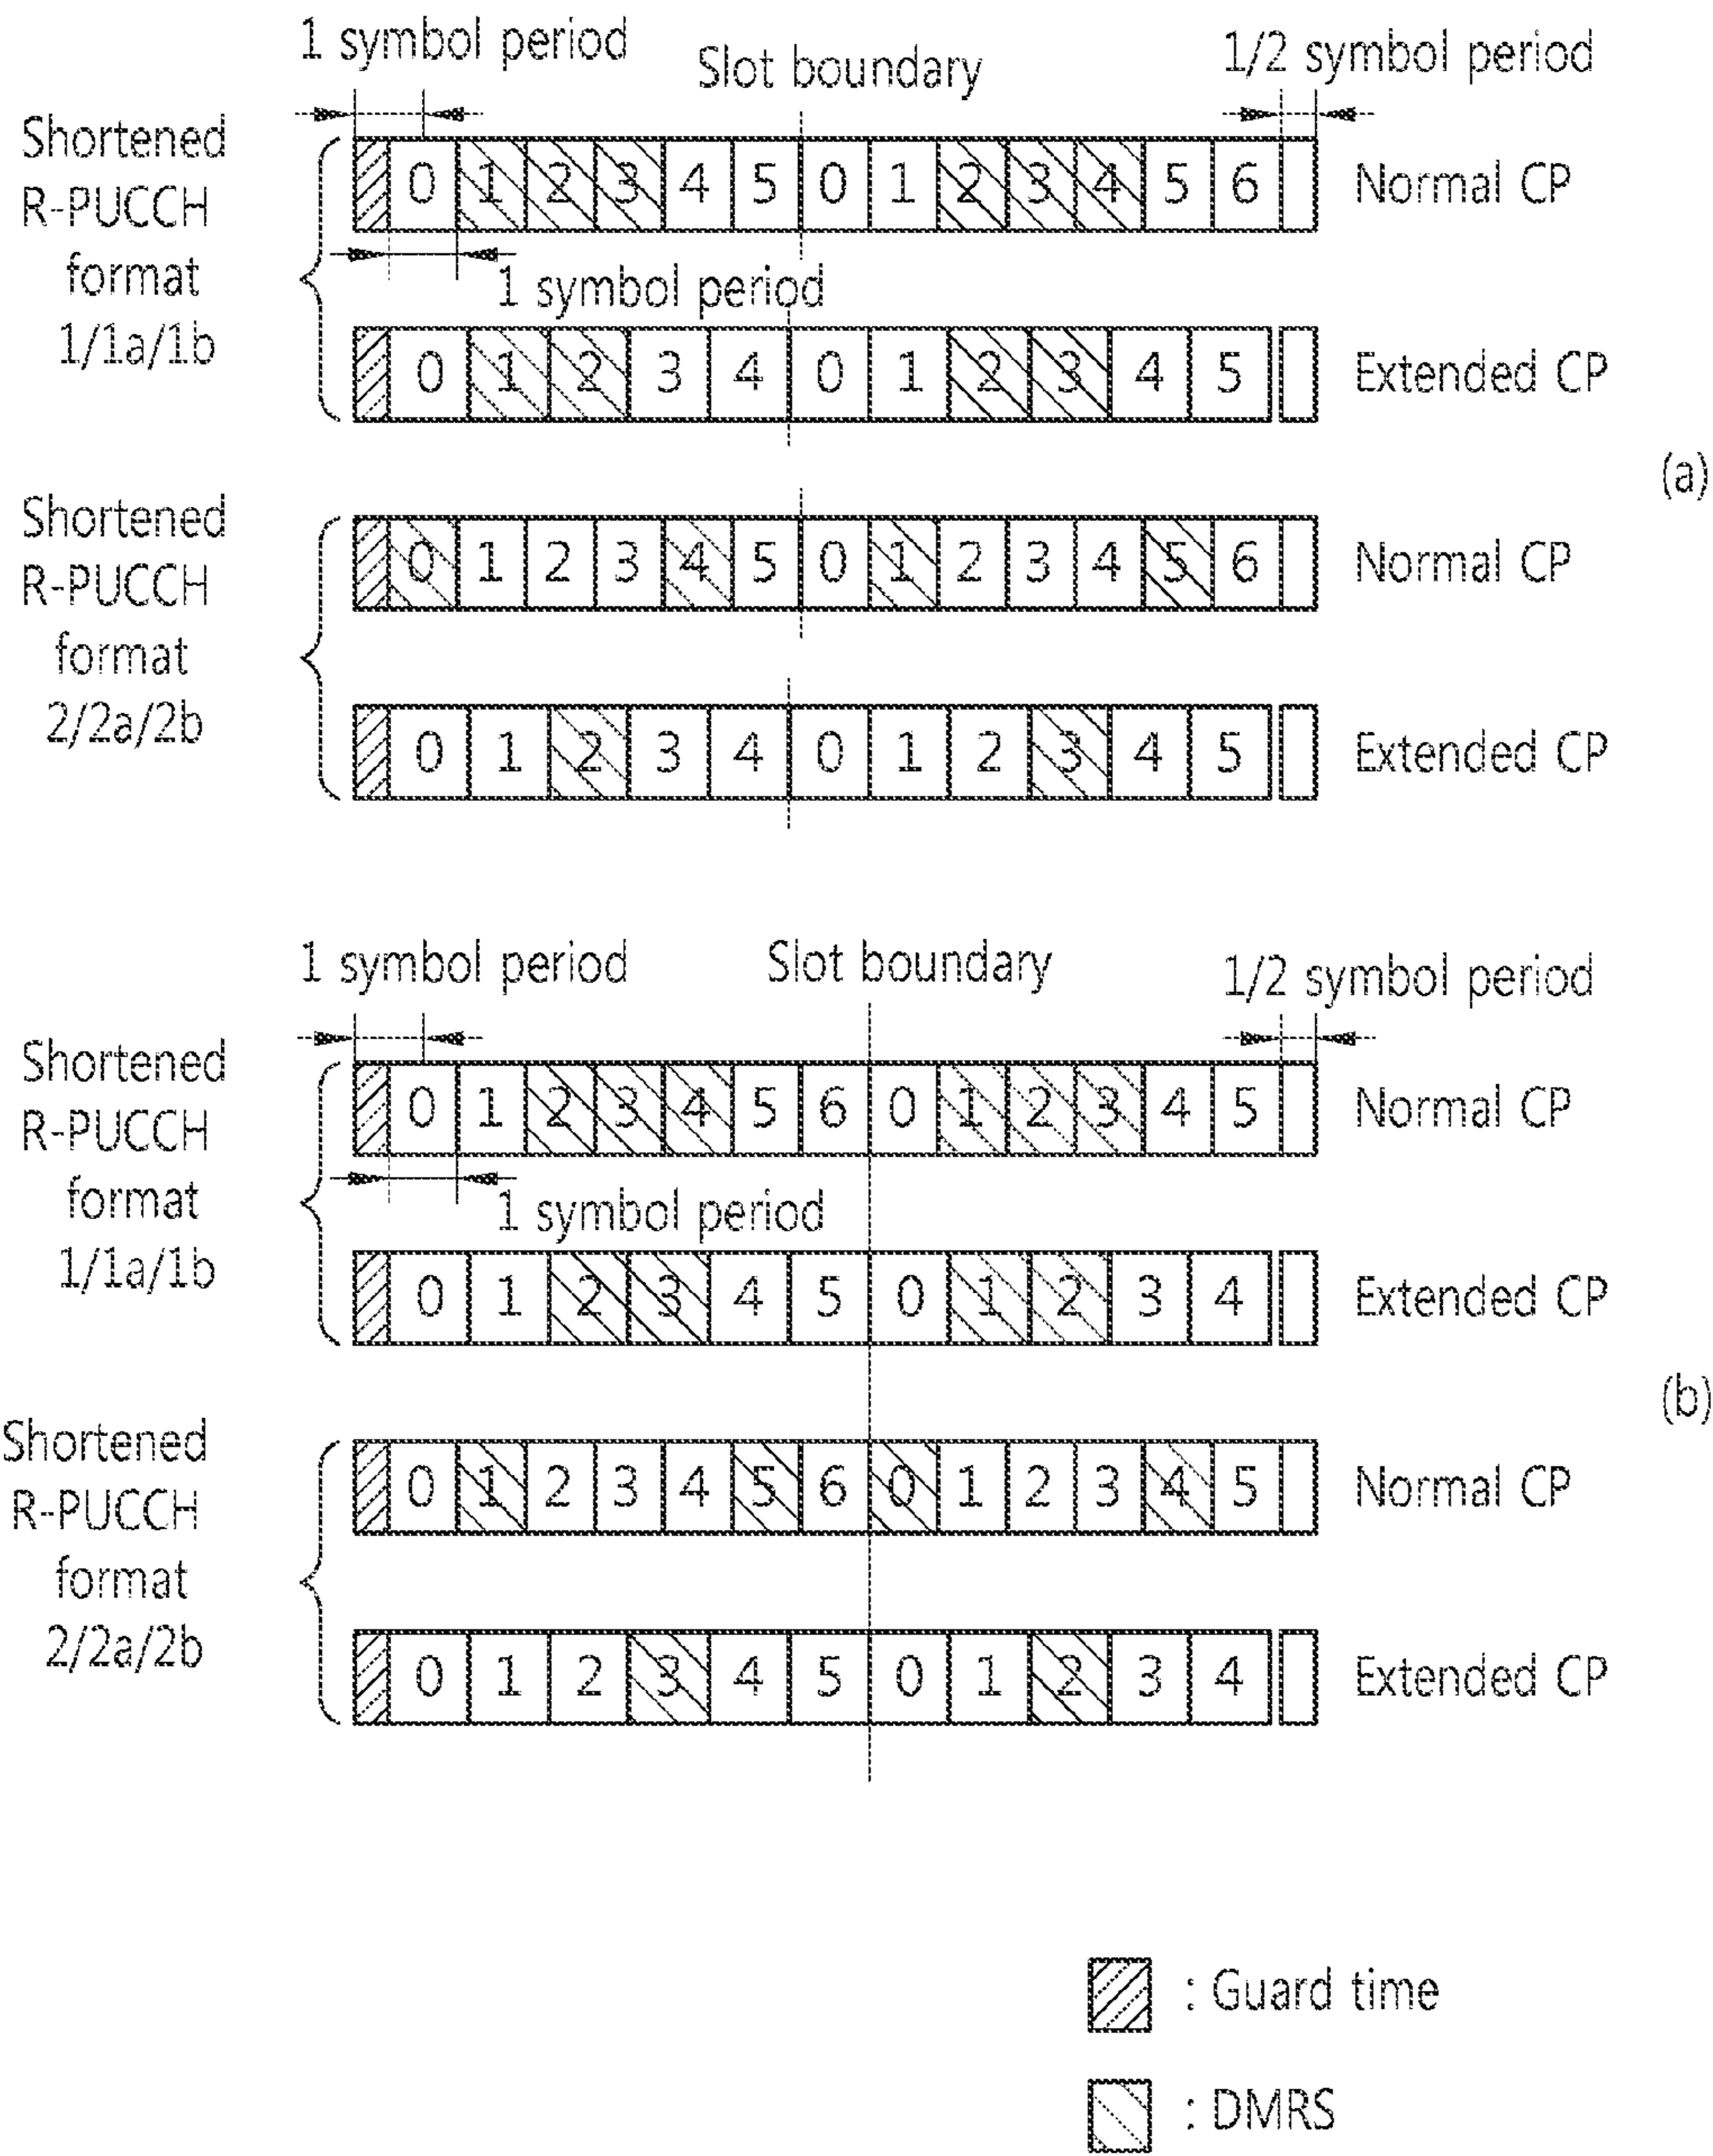 1 symbol period
Slot boundary
1/2 symbol period
Shortened
R-PUCCH
format
1/1a/1b
0 1 2 3 4 5 0 1 2 3 4 5 6
Normal CP
1 symbol period
0 1 2 3 4 0 1 2 3 4 5
Extended CP
(a)
Shortened
R-PUCCH
format
2/2a/2b
0 1 2 3 4 5 0 1 2 3 4 5 6
Normal CP
0 1 2 3 4 0 1 2 3 4 5
Extended CP
1 symbol period
Slot boundary
1/2 symbol period
Shortened
R-PUCCH
format
1/1a/1b
0 1 2 3 4 5 6 0 1 2 3 4 5
Normal CP
1 symbol period
0 1 2 3 4 5 0 1 2 3 4
Extended CP
(b)
Shortened
R-PUCCH
format
2/2a/2b
0 1 2 3 4 5 6 0 1 2 3 4 5
Normal CP
0 1 2 3 4 5 0 1 2 3 4
Extended CP
: Guard time
: DMRS